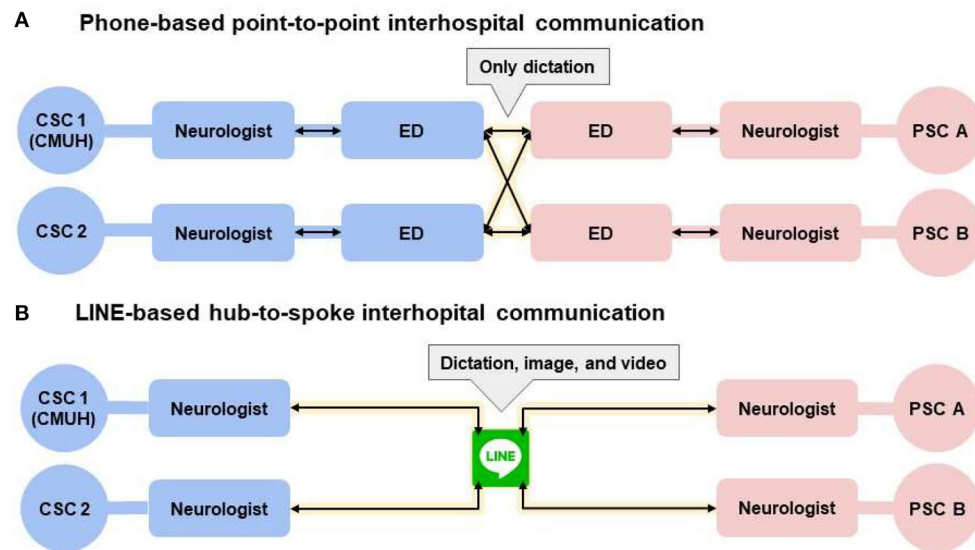 A Phone-based point-to-point interhospital communication
Only dictation
CSC 1
(CMUH)
Neurologist
ED
ED
Neurologist
PSC A
CSC 2
Neurologist
ED
ED
Neurologist
PSC B
B LINE-based hub-to-spoke interhopital communication
Dictation, image, and video
CSC 1
(CMUH)
Neurologist
Neurologist
PSC A
LINE
CSC 2
Neurologist
Neurologist
PSC B